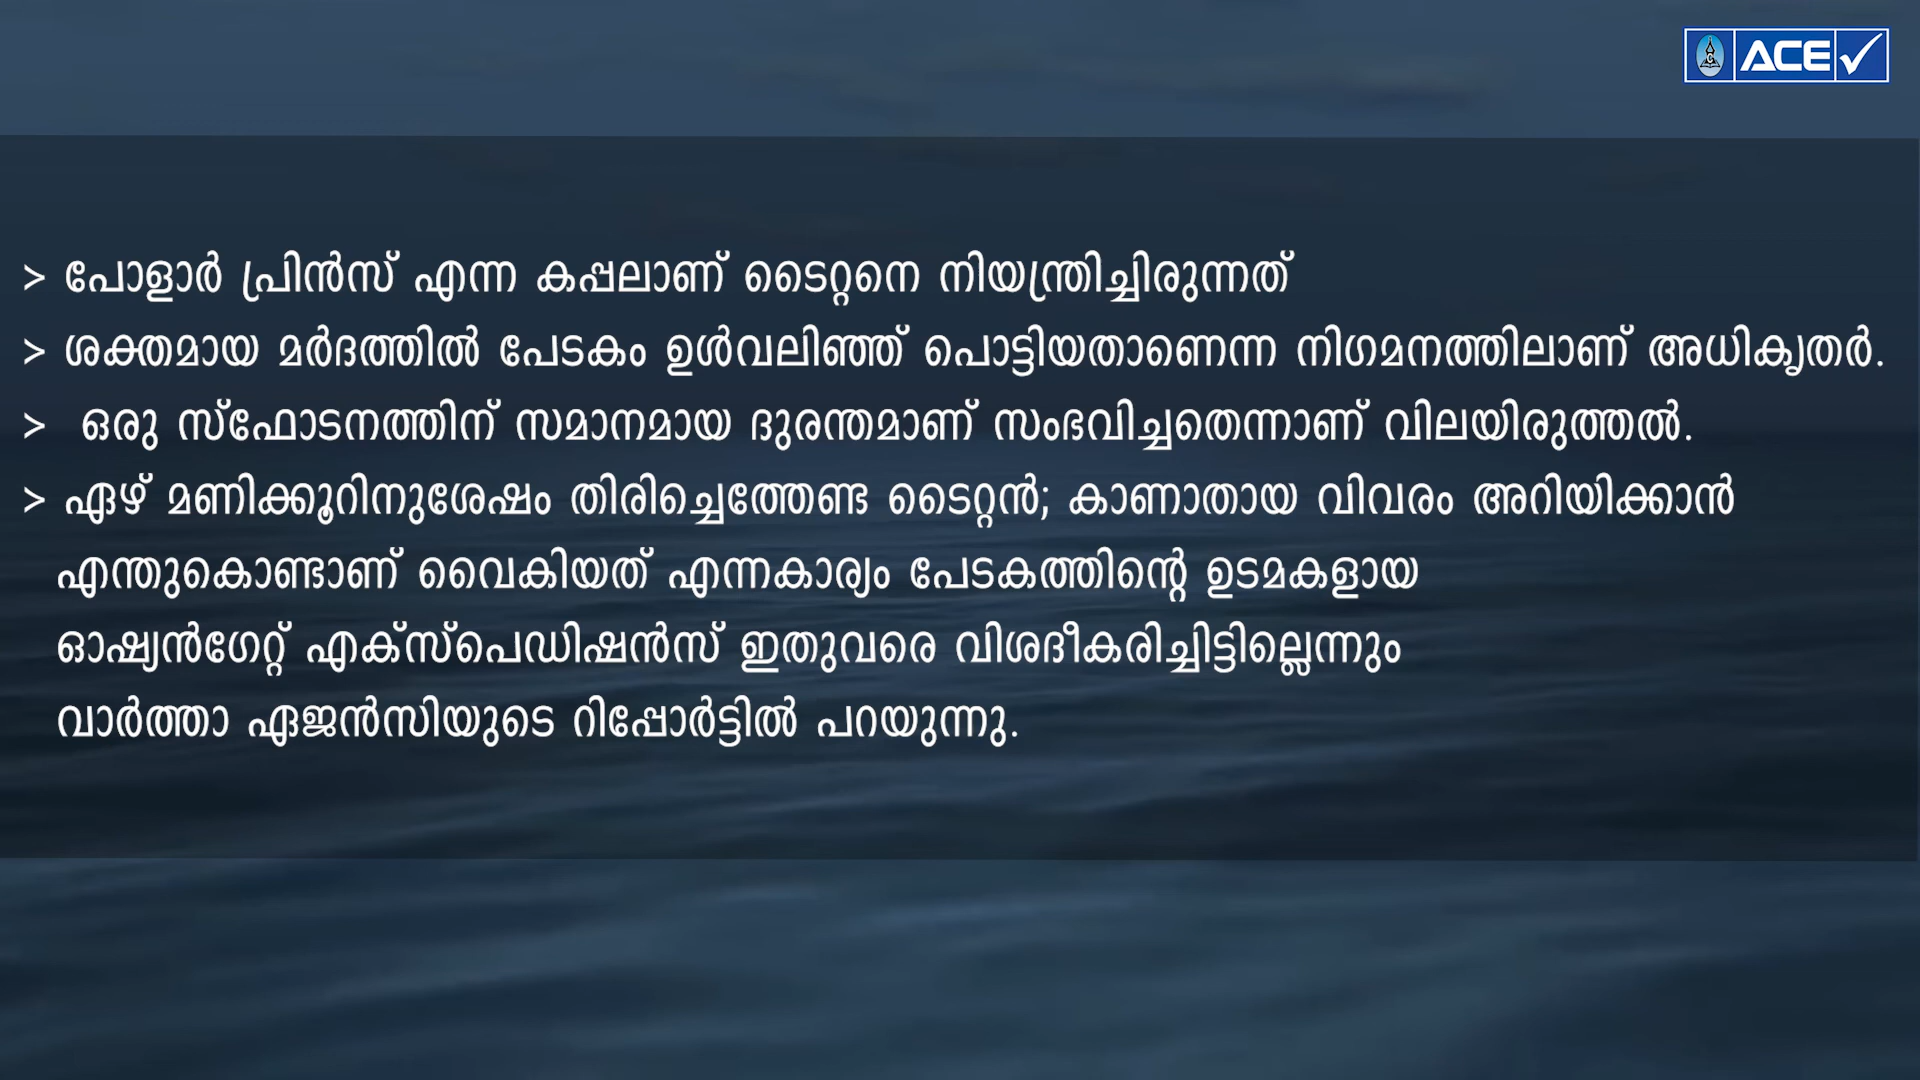 ACE
> പോളാർ പ്രിൻസ് എന്ന കപ്പലാണ് ടൈറ്റനെ നിയന്ത്രിച്ചിരുന്നത്
> ശക്തമായ മർദത്തിൽ പേടകം ഉൾവലിഞ്ഞ് പൊട്ടിയതാണെന്ന നിഗമനത്തിലാണ് അധികൃതർ.
> ഒരു സ്ഫോടനത്തിന് സമാനമായ ദുരന്തമാണ് സംഭവിച്ചതെന്നാണ് വിലയിരുത്തൽ.
> ഏഴ് മണിക്കൂറിനുശേഷം തിരിച്ചെത്തേണ്ട ടൈറ്റൻ; കാണാതായ വിവരം അറിയിക്കാൻ
എന്തുകൊണ്ടാണ് വൈകിയത് എന്നകാര്യം പേടകത്തിന്റെ ഉടമകളായ
ഓഷ്യൻഗേറ്റ് എക്സ്പെഡിഷൻസ് ഇതുവരെ വിശദീകരിച്ചിട്ടില്ലെന്നും
വാർത്താ ഏജൻസിയുടെ റിപ്പോർട്ടിൽ പറയുന്നു.